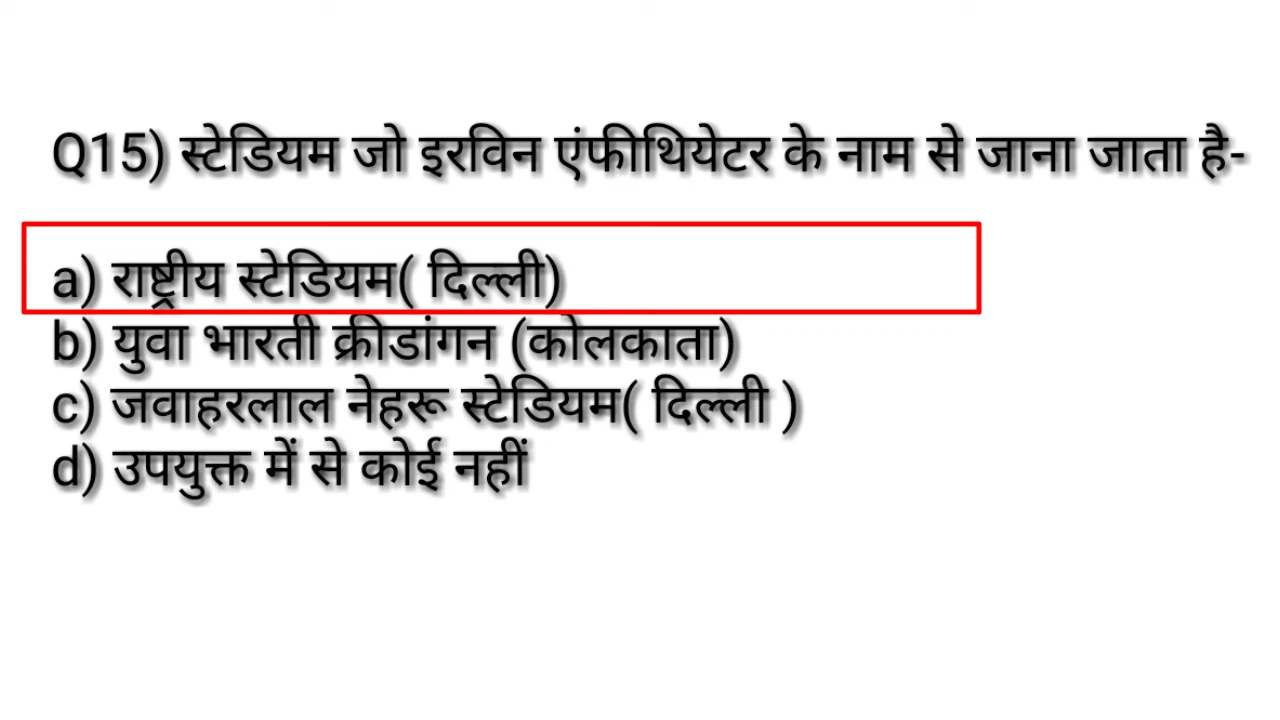 Q15) स्टेडियम जो इरविन एंफीथियेटर के नाम से जाना जाता है-
a) राष्ट्रीय स्टेडियम( दिल्ली)
b) युवा भारती क्रीडांगन (कोलकाता)
c) जवाहरलाल नेहरू स्टेडियम( दिल्ली )
d) उपयुक्त में से कोई नहीं